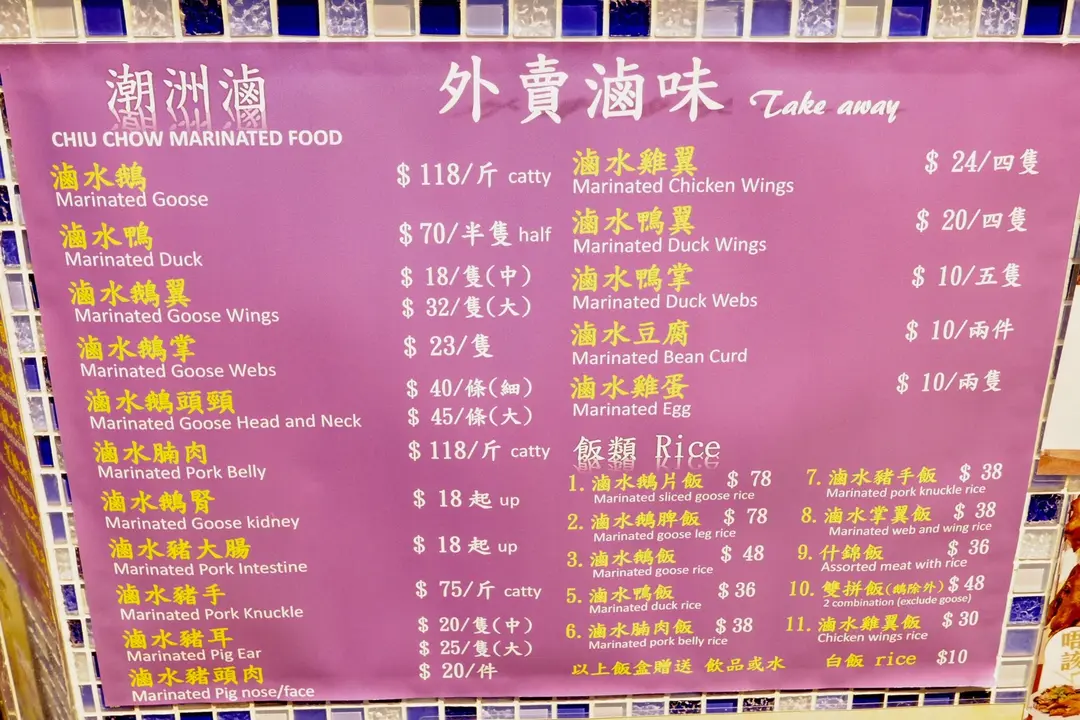 潮洲滷
CHIU CHOW MARINATED FOOD
外賣滷味 Take away
滷水鵝 $118/斤 catty
Marinated Goose
滷水鴨 $70/半隻 half
Marinated Duck
滷水鵝翼 $18/隻(中)
Marinated Goose Wings $32/隻(大)
滷水鵝掌 $23/隻
Marinated Goose Webs
滷水鵝頭頸 $40/條(細)
Marinated Goose Head and Neck $45/條(大)
滷水腩肉 $118/斤 catty
Marinated Pork Belly
滷水鵝腎 $18起 up
Marinated Goose kidney
滷水豬大腸 $18起 up
Marinated Pork Intestine
滷水豬手 $75/斤 catty
Marinated Pork Knuckle
滷水豬耳 $20/隻(中)
Marinated Pig Ear $25/隻(大)
滷水豬頭肉 $20/件
Marinated Pig nose/face
滷水雞翼 $24/四隻
Marinated Chicken Wings
滷水鴨翼 $20/四隻
Marinated Duck Wings
滷水鴨掌 $10/五隻
Marinated Duck Webs
滷水豆腐 $10/兩件
Marinated Bean Curd
滷水雞蛋 $10/兩隻
Marinated Egg
飯類 Rice
1. 滷水鵝片飯 $78
Marinated sliced goose rice
2. 滷水鵝脾飯 $78
Marinated goose leg rice
3. 滷水鵝飯 $48
Marinated goose rice
5. 滷水鴨飯 $36
Marinated duck rice
6. 滷水腩肉飯 $38
Marinated pork belly rice
7. 滷水豬手飯 $38
Marinated pork knuckle rice
8. 滷水掌翼飯 $38
Marinated web and wing rice
9. 什錦飯 $36
Assorted meat with rice
10. 雙拼飯(鵝除外) $48
2 combination (exclude goose)
11. 滷水雞翼飯 $30
Chicken wings rice
以上飯盒贈送 飲品或水 白飯 rice $10
唔該